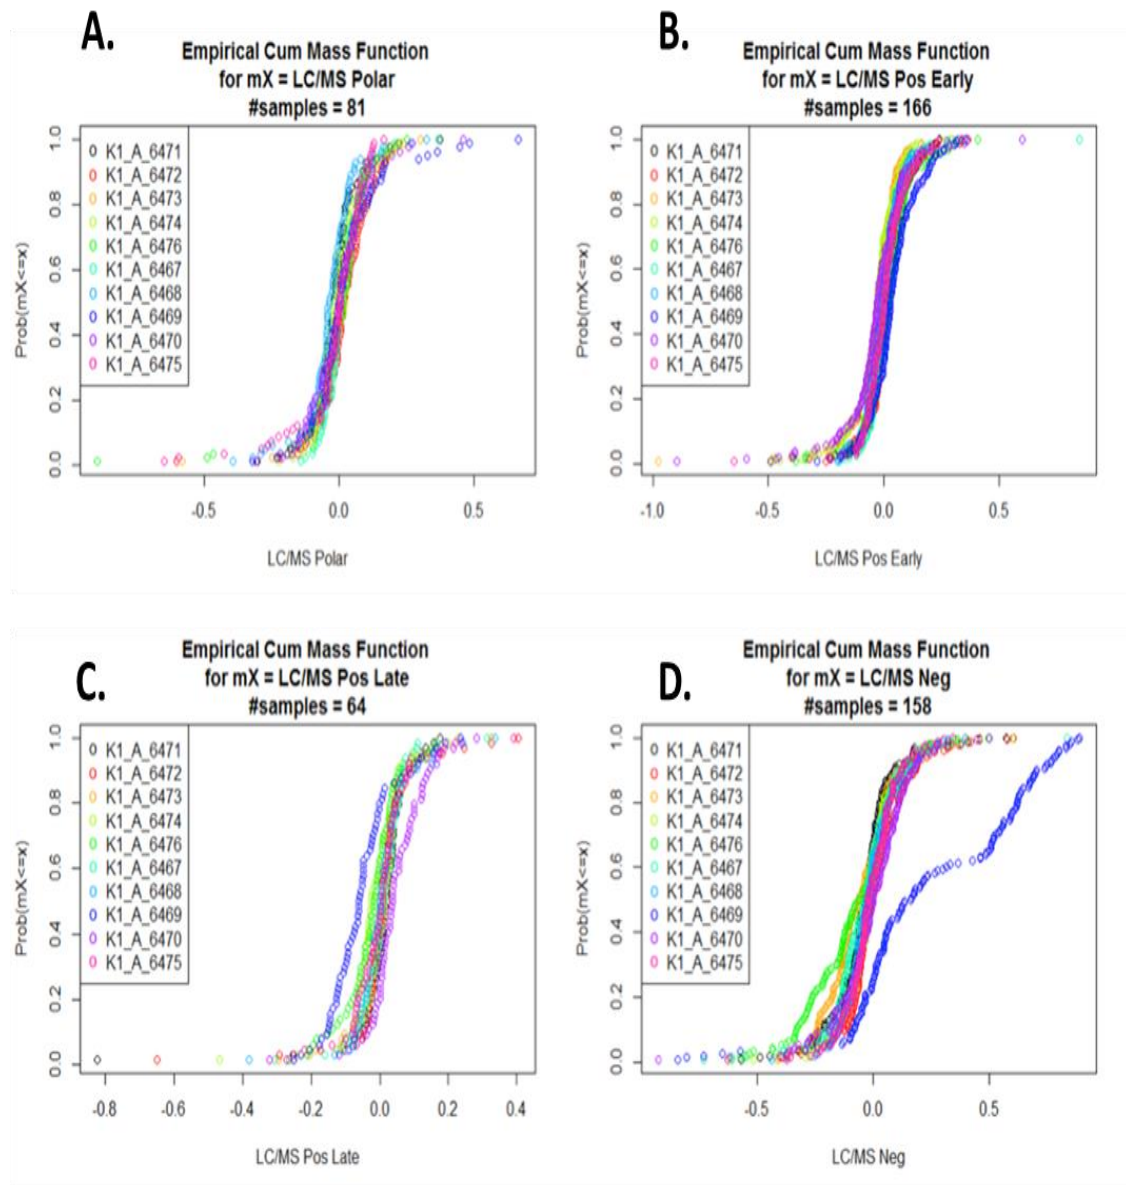 A.
Empirical Cum Mass Function
for mX = LC/MS Polar
#samples = 81
Prob(mX<=x)
1.0
0.8
0.6
0.4
0.2
0.0
K1_A_6471
K1_A_6472
K1_A_6473
K1_A_6474
K1_A_6476
K1_A_6467
K1_A_6468
K1_A_6469
K1_A_6470
K1_A_6475
-0.5 0.0 0.5
LC/MS Polar
B.
Empirical Cum Mass Function
for mX = LC/MS Pos Early
#samples = 166
Prob(mX<=x)
1.0
0.8
0.6
0.4
0.2
0.0
K1_A_6471
K1_A_6472
K1_A_6473
K1_A_6474
K1_A_6476
K1_A_6467
K1_A_6468
K1_A_6469
K1_A_6470
K1_A_6475
-1.0 -0.5 0.0 0.5
LC/MS Pos Early
C.
Empirical Cum Mass Function
for mX = LC/MS Pos Late
#samples = 64
Prob(mX<=x)
1.0
0.8
0.6
0.4
0.2
0.0
K1_A_6471
K1_A_6472
K1_A_6473
K1_A_6474
K1_A_6476
K1_A_6467
K1_A_6468
K1_A_6469
K1_A_6470
K1_A_6475
-0.8 -0.6 -0.4 -0.2 0.0 0.2 0.4
LC/MS Pos Late
D.
Empirical Cum Mass Function
for mX = LC/MS Neg
#samples = 158
Prob(mX<=x)
1.0
0.8
0.6
0.4
0.2
0.0
K1_A_6471
K1_A_6472
K1_A_6473
K1_A_6474
K1_A_6476
K1_A_6467
K1_A_6468
K1_A_6469
K1_A_6470
K1_A_6475
-0.5 0.0 0.5
LC/MS Neg